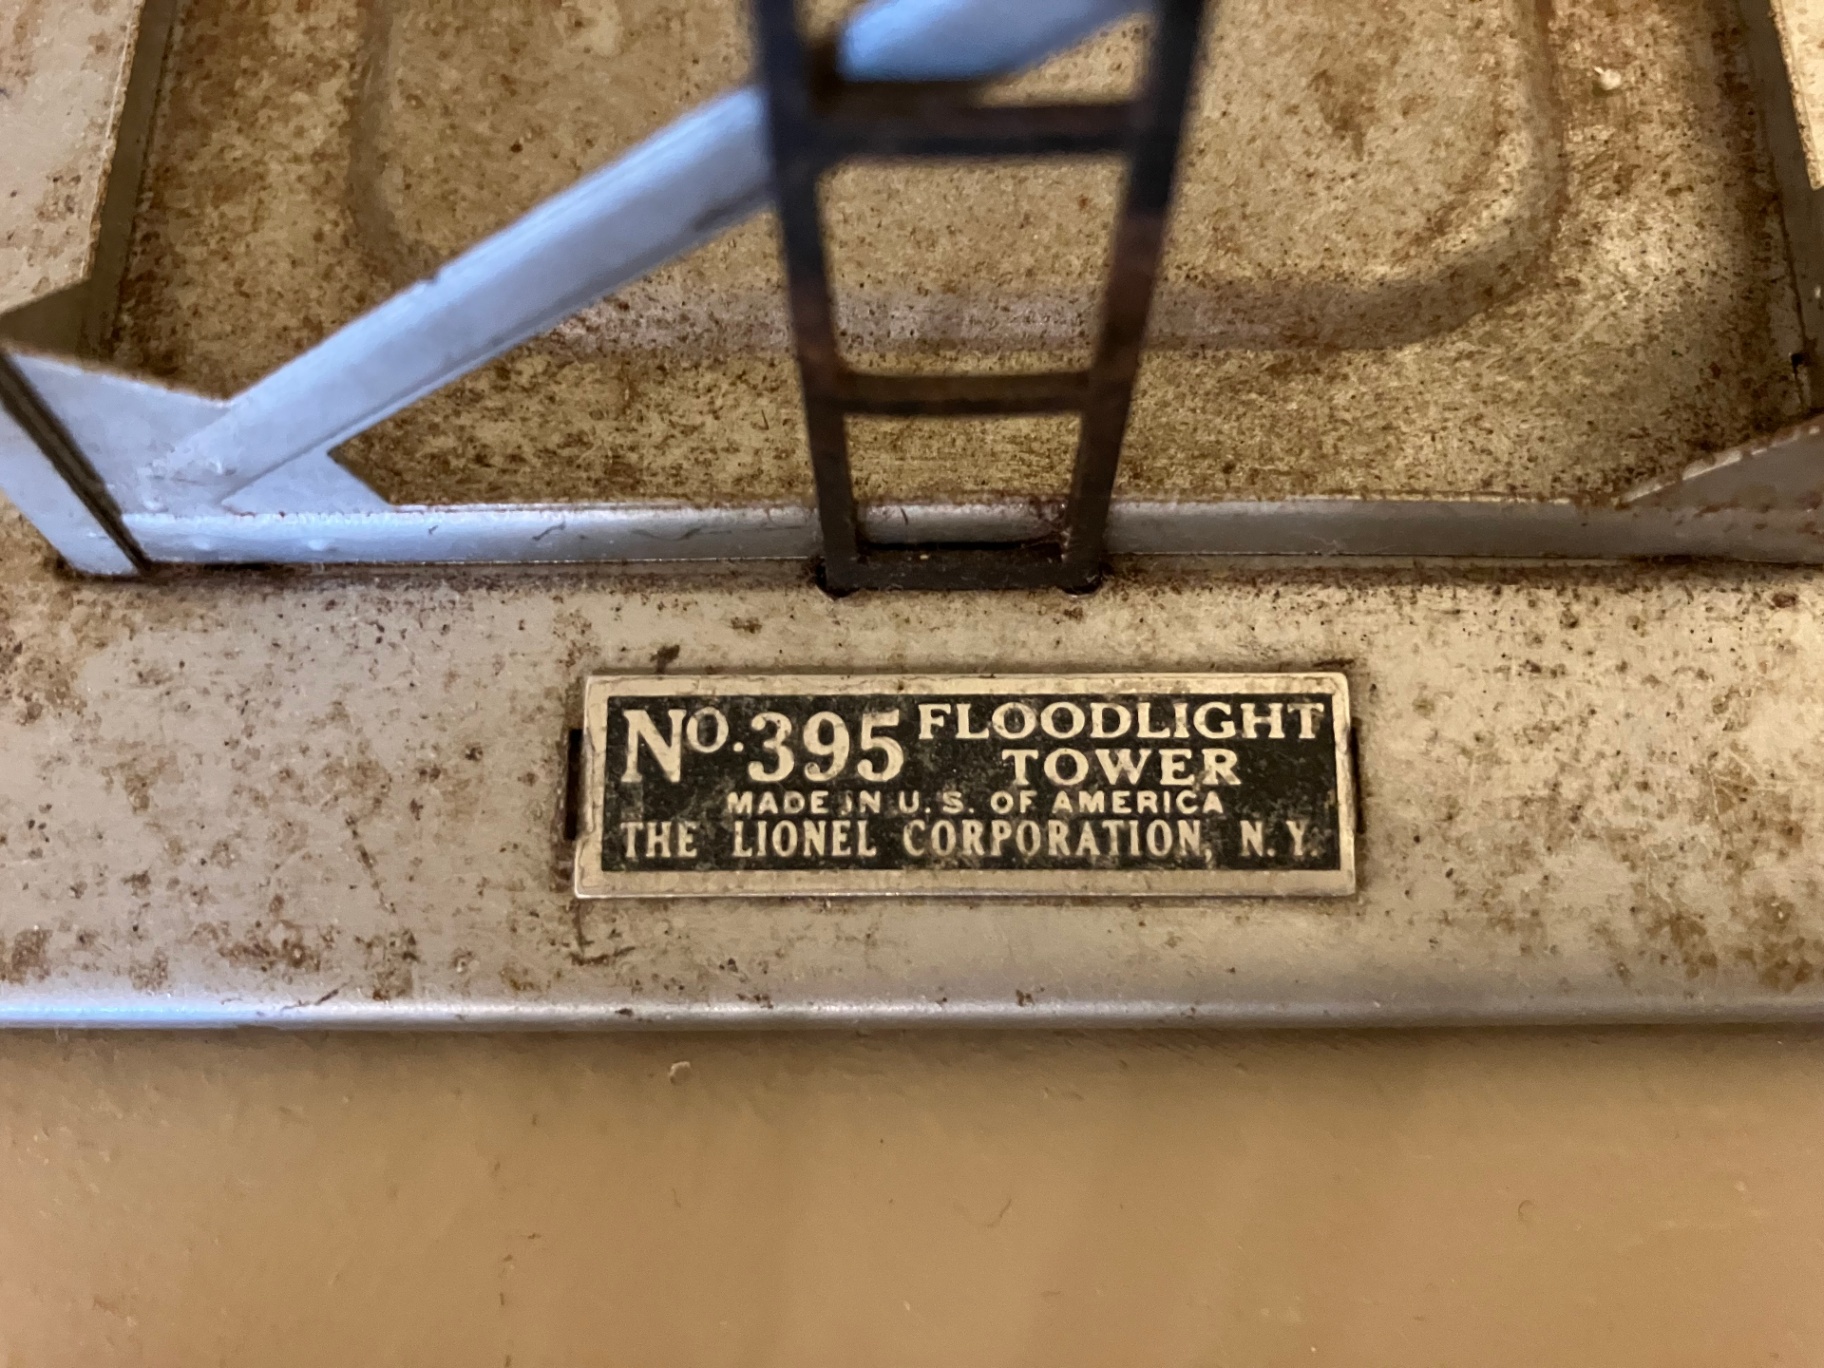 No. 395 FLOODLIGHT
TOWER
MADE IN U. S. OF AMERICA
THE LIONEL CORPORATION, N. Y.